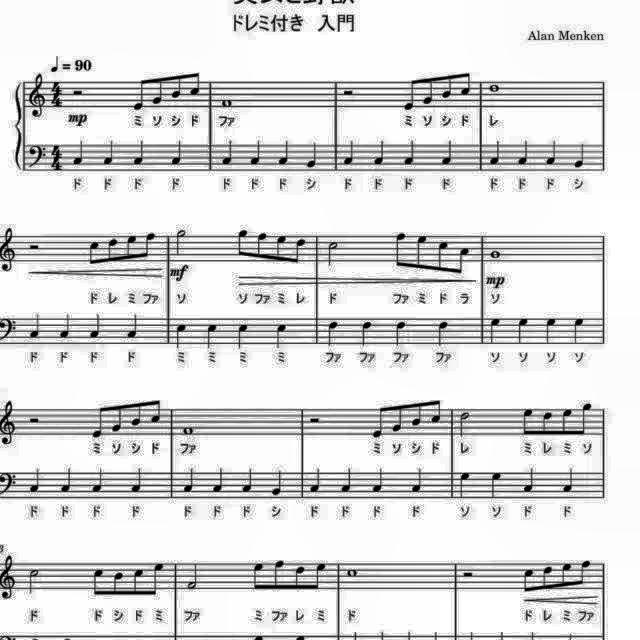 ドレミ付き 入門
Alan Menken
♩ = 90
mp ミ ソ シ ド ファ ミ ソ シ ド レ
ド ド ド ド ド ド ド シ ド ド ド ド ド ド ド シ
mf mp
ド レ ミ ファ ソ ソ ファ ミ レ ド ファ ミ ド ラ ソ
ド ド ド ド ミ ミ ミ ミ ファ ファ ファ ファ ソ ソ ソ ソ
ミ ソ シ ド ファ ミ ソ シ ド レ ミ レ ミ ソ
ド ド ド ド ド ド ド シ ド ド ド ド ソ ソ ド ド
ド ド シ ド ミ ファ ミ ファ レ ミ ド ド レ ミ ファ